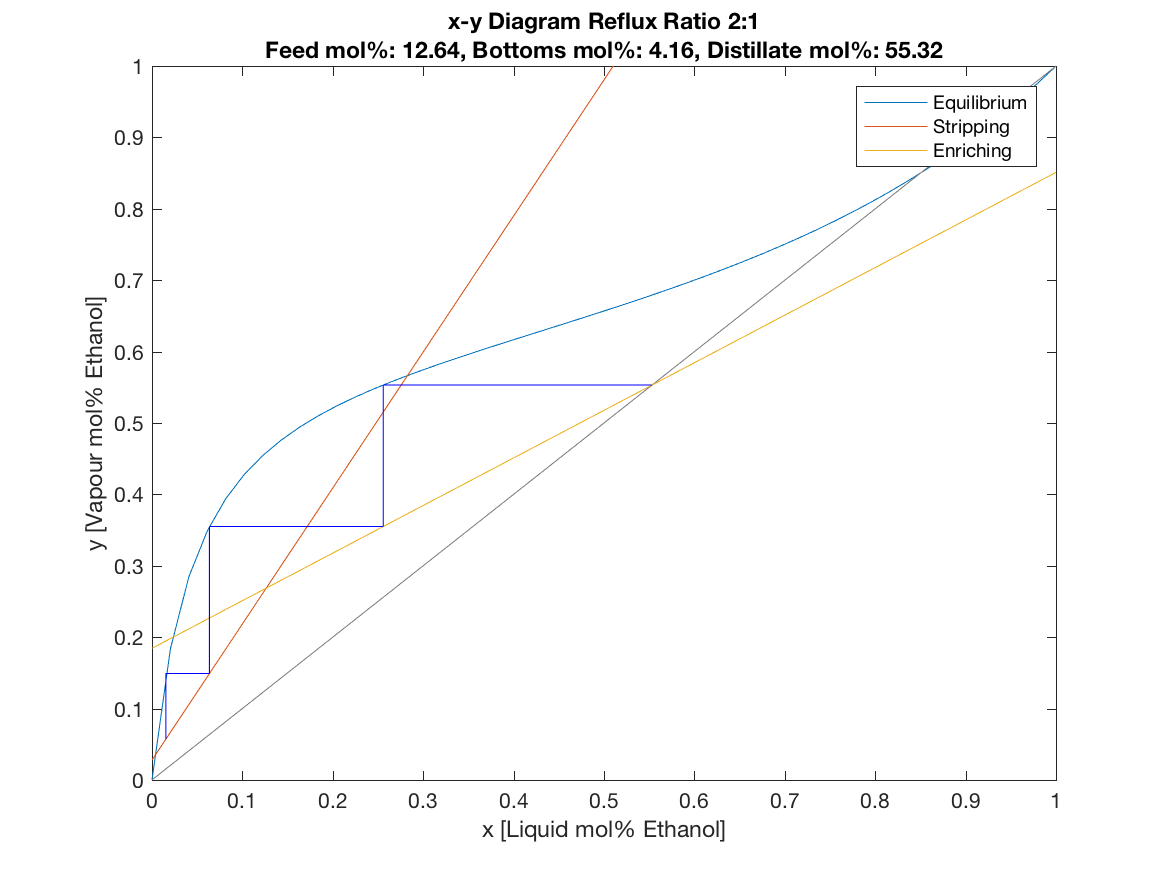 x-y Diagram Reflux Ratio 2:1
Feed mol%: 12.64, Bottoms mol%: 4.16, Distillate mol%: 55.32
Equilibrium
Stripping
Enriching
y [Vapour mol% Ethanol]
1
0.9
0.8
0.7
0.6
0.5
0.4
0.3
0.2
0.1
0
0 0.1 0.2 0.3 0.4 0.5 0.6 0.7 0.8 0.9 1
x [Liquid mol% Ethanol]